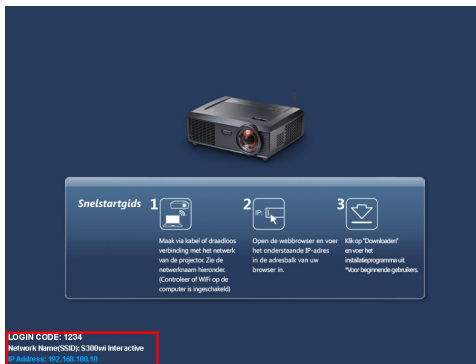 Snelstartgids
1
Maak via kabel of draadloos
verbinding met het netwerk
van de projector. Zie de
netwerknaam hieronder.
(Controleer of WiFi op de
computer is ingeschakeld)
2
IP:
Open de webbrowser en voer
het onderstaande IP-adres
in de adresbalk van uw
browser in.
3
Klik op "Downloaden"
en voer het
installatieprogramma uit.
*Voor beginnende gebruikers.
LOGIN CODE: 1234
Network Name(SSID): S300wi Interactive
IP Address: 192.168.100.10